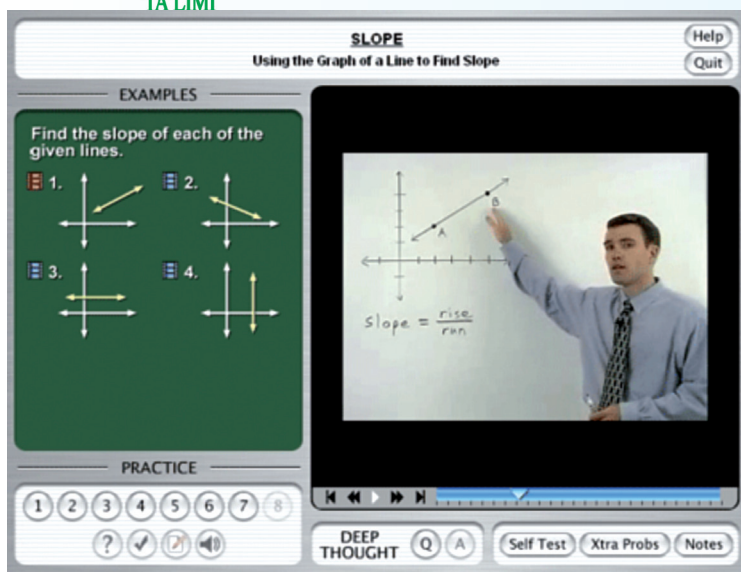 TA LIMI
SLOPE
Using the Graph of a Line to Find Slope
Help
Quit
EXAMPLES
Find the slope of each of the
given lines.
1.
2.
3.
4.
A
B
slope = rise
run
PRACTICE
1 2 3 4 5 6 7 8
?
DEEP
THOUGHT
Q A
Self Test
Xtra Probs
Notes